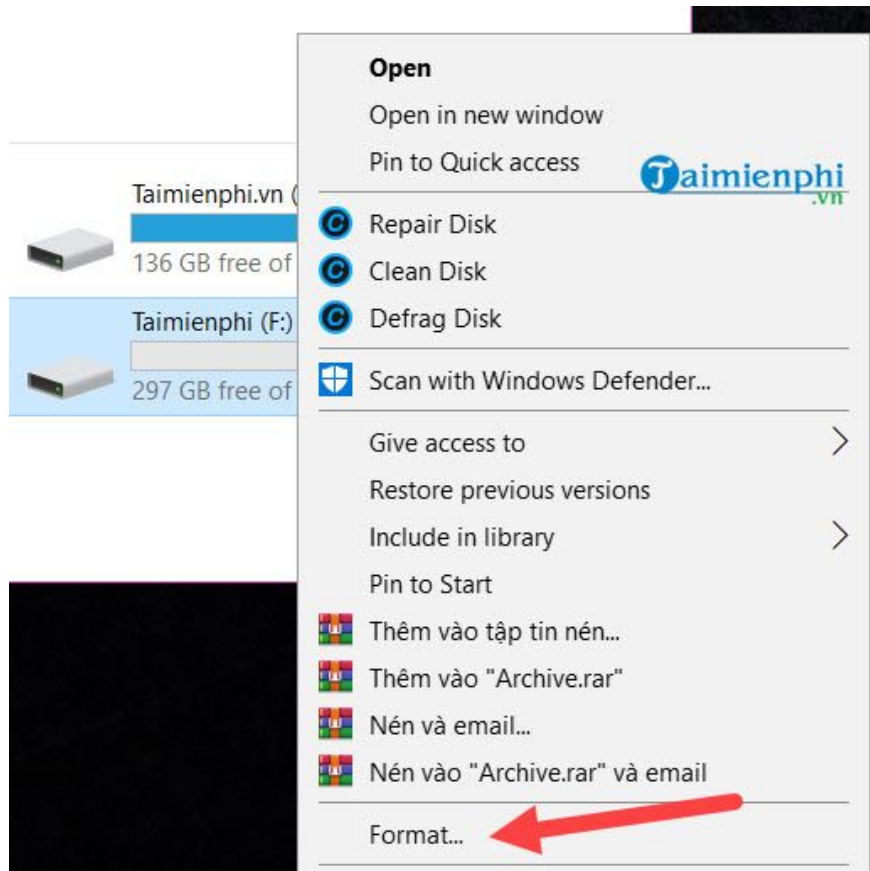 Open
Open in new window
Pin to Quick access
Taimienphi
.vn
Taimienphi.vn (
136 GB free of
Taimienphi (F:)
297 GB free of
Repair Disk
Clean Disk
Defrag Disk
Scan with Windows Defender...
Give access to
Restore previous versions
Include in library
Pin to Start
Thêm vào tập tin nén...
Thêm vào "Archive.rar"
Nén và email...
Nén vào "Archive.rar" và email
Format...